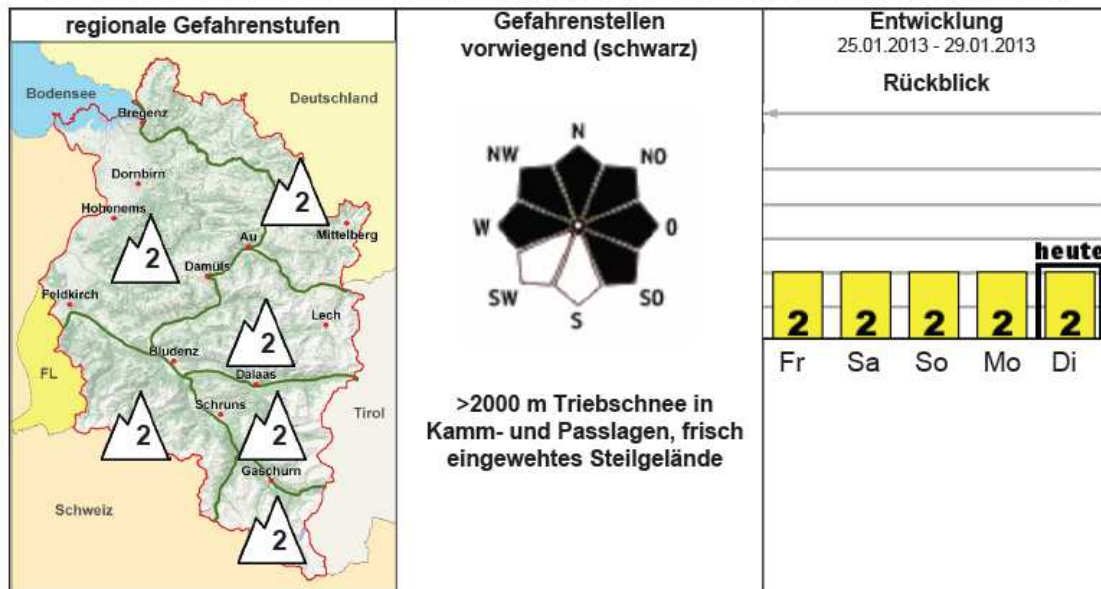 regionale Gefahrenstufen
Bodensee
Deutschland
Bregenz
Dornbirn
2
Hohenems
Mittelberg
2
Au
Damüls
Feldkirch
Lech
2
Bludenz
FL
Dalaas
Schruns
Tirol
2
2
Gaschurn
Schweiz
2
Gefahrenstellen
vorwiegend (schwarz)
N
NW
NO
W
O
SW
SO
S
>2000 m Triebschnee in
Kamm- und Passlagen, frisch
eingewehtes Steilgelände
Entwicklung
25.01.2013 - 29.01.2013
Rückblick
heute
2 2 2 2 2
Fr Sa So Mo Di